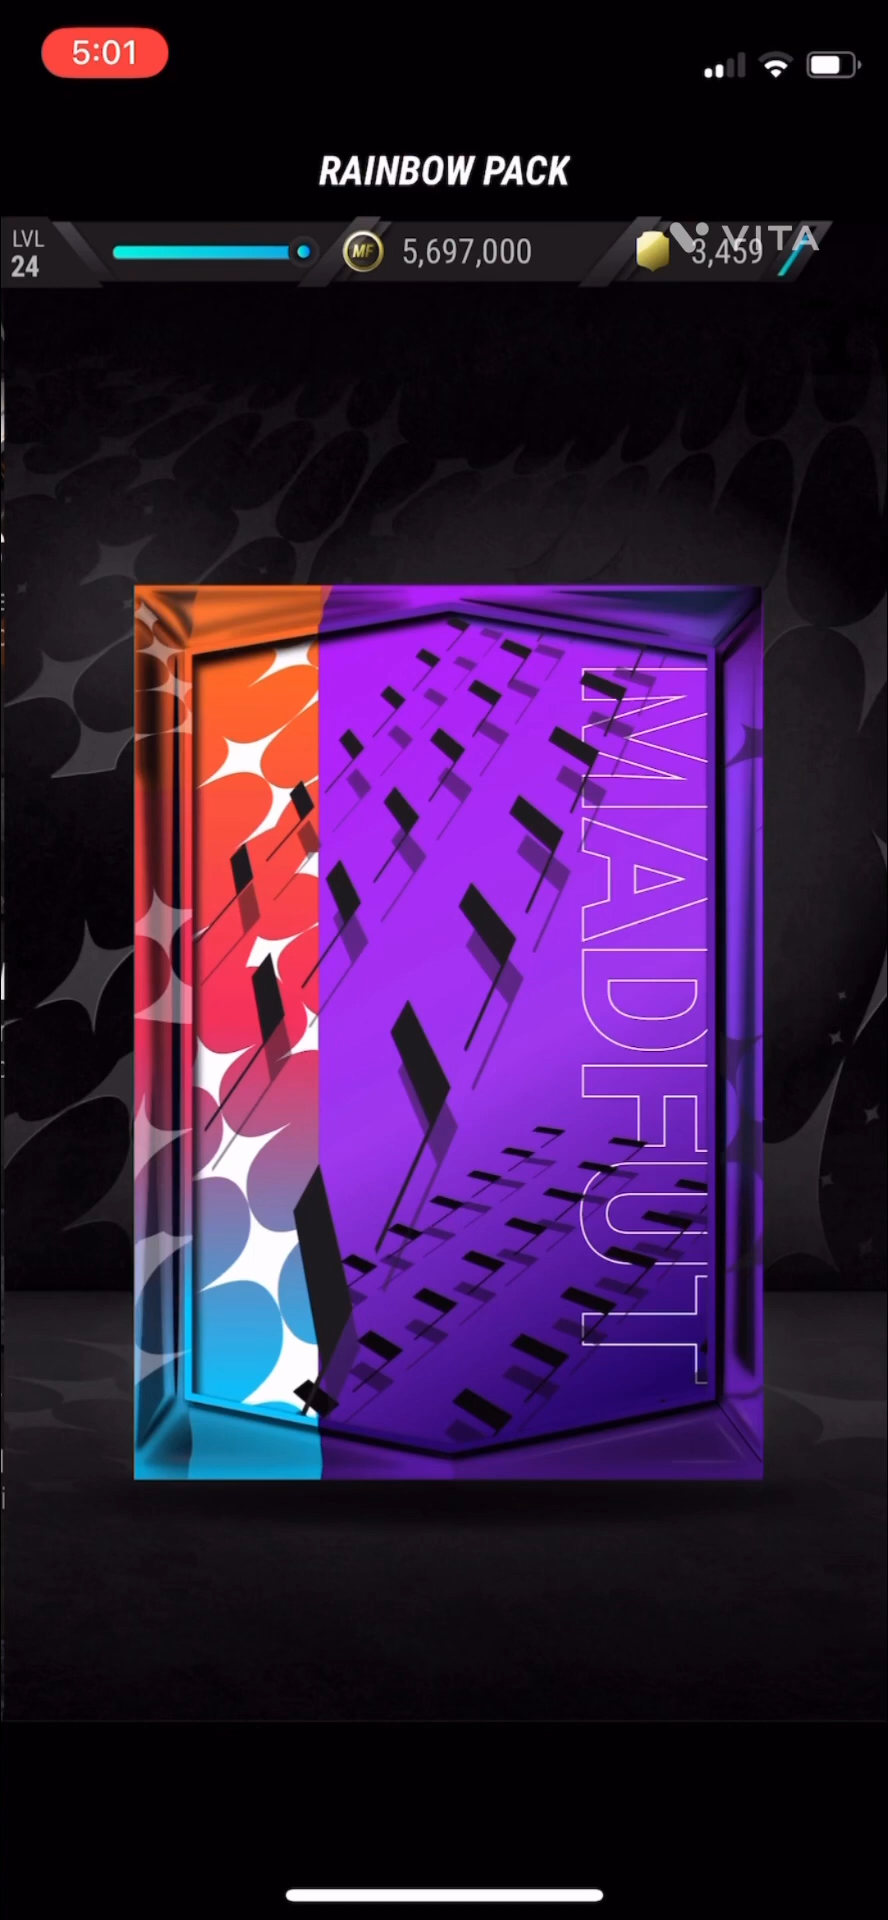 5:01
RAINBOW PACK
LVL
24
MF
5,697,000
3,459
VITA
MADFUT